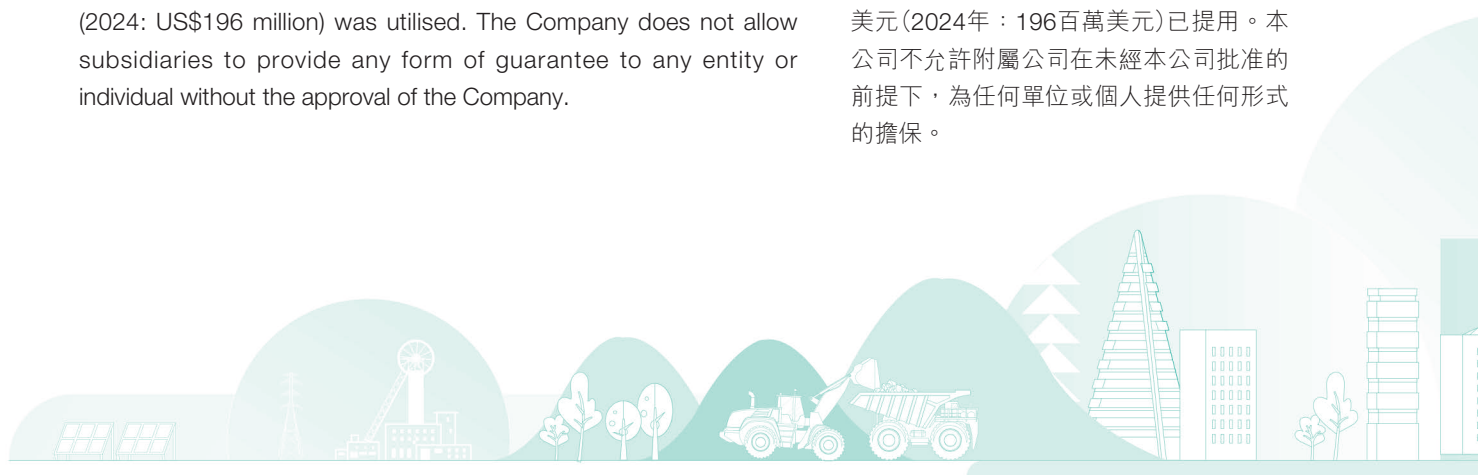 (2024: US$196 million) was utilised. The Company does not allow
subsidiaries to provide any form of guarantee to any entity or
individual without the approval of the Company.
美元(2024年：196百萬美元)已提用。本
公司不允許附屬公司在未經本公司批准的
前提下，為任何單位或個人提供任何形式
的擔保。